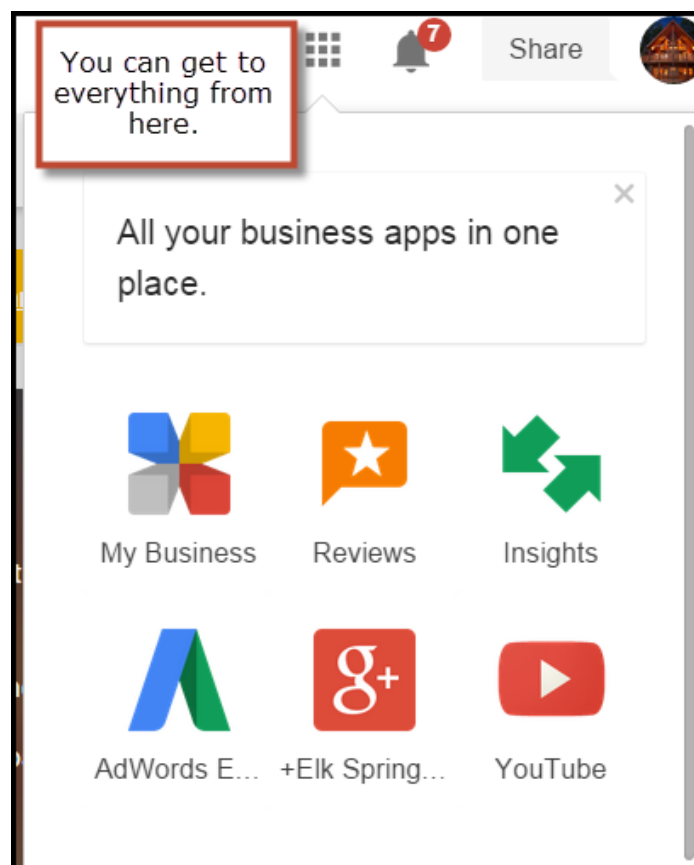 You can get to
everything from
here.
7
Share
All your business apps in one
place.
My Business
Reviews
Insights
g+
AdWords E...
+Elk Spring...
YouTube